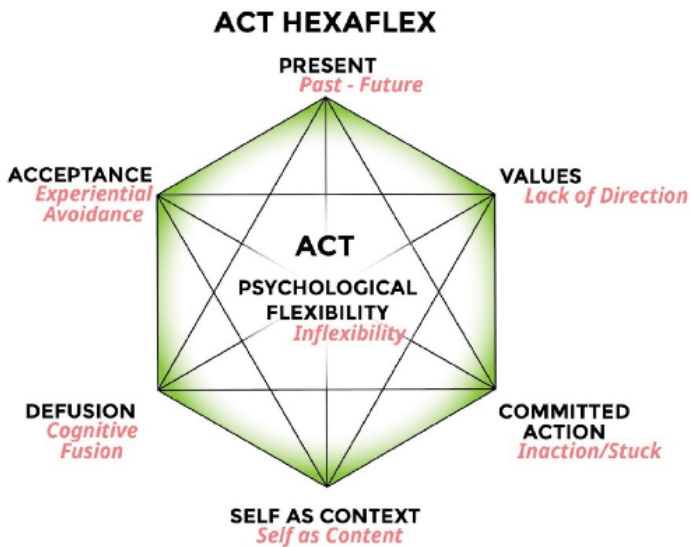 ACT HEXAFLEX
PRESENT
Past - Future
ACCEPTANCE
Experiential
Avoidance
VALUES
Lack of Direction
ACT
PSYCHOLOGICAL
FLEXIBILITY
Inflexibility
DEFUSION
Cognitive
Fusion
COMMITTED
ACTION
Inaction/Stuck
SELF AS CONTEXT
Self as Content